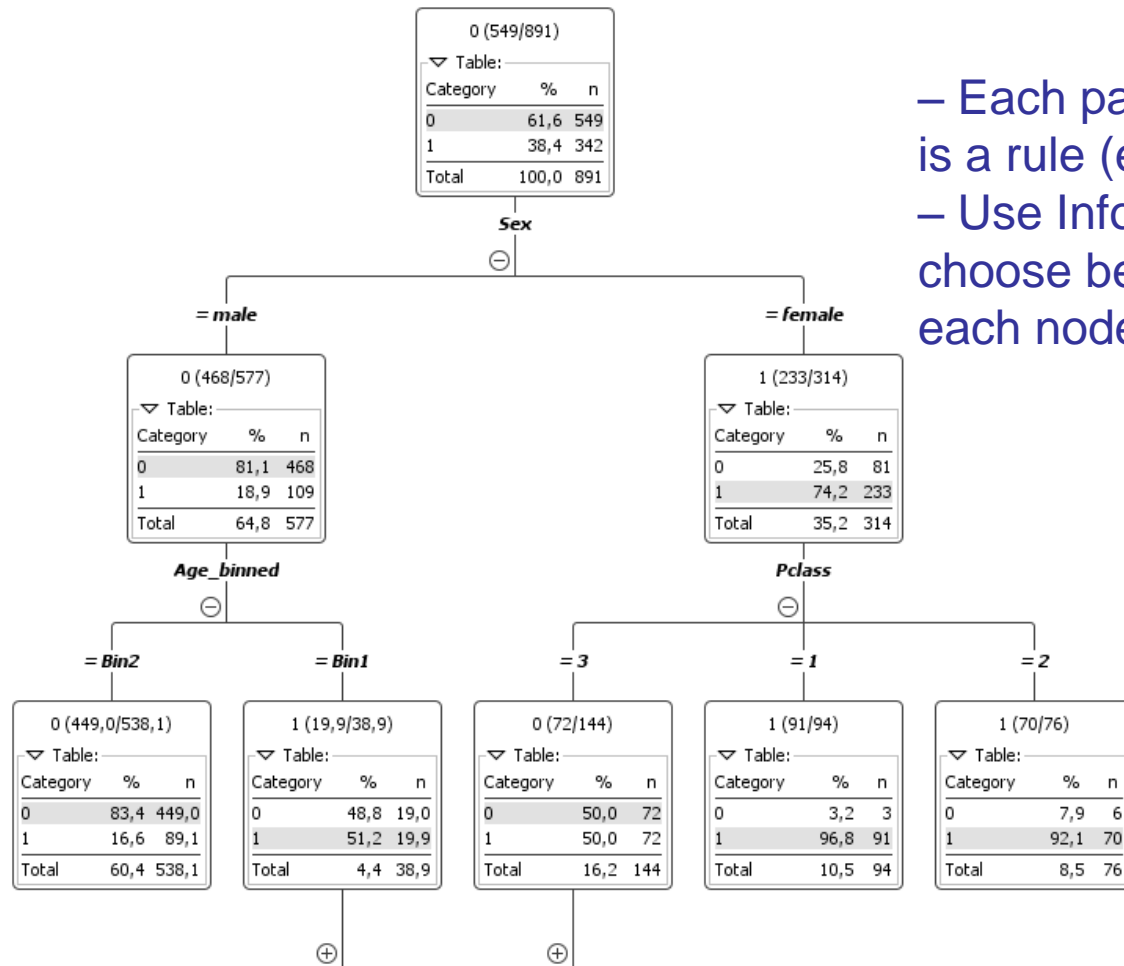 0 (549/891)
Table:
Category % n
0 61,6 549
1 38,4 342
Total 100,0 891
Sex
– Each pa
is a rule (e
– Use Info
choose be
each node
= male
= female
0 (468/577)
Table:
Category % n
0 81,1 468
1 18,9 109
Total 64,8 577
Age_binned
1 (233/314)
Table:
Category % n
0 25,8 81
1 74,2 233
Total 35,2 314
Pclass
= Bin2
= Bin1
= 3
= 1
= 2
0 (449,0/538,1)
Table:
Category % n
0 83,4 449,0
1 16,6 89,1
Total 60,4 538,1
1 (19,9/38,9)
Table:
Category % n
0 48,8 19,0
1 51,2 19,9
Total 4,4 38,9
0 (72/144)
Table:
Category % n
0 50,0 72
1 50,0 72
Total 16,2 144
1 (91/94)
Table:
Category % n
0 3,2 3
1 96,8 91
Total 10,5 94
1 (70/76)
Table:
Category % n
0 7,9 6
1 92,1 70
Total 8,5 76